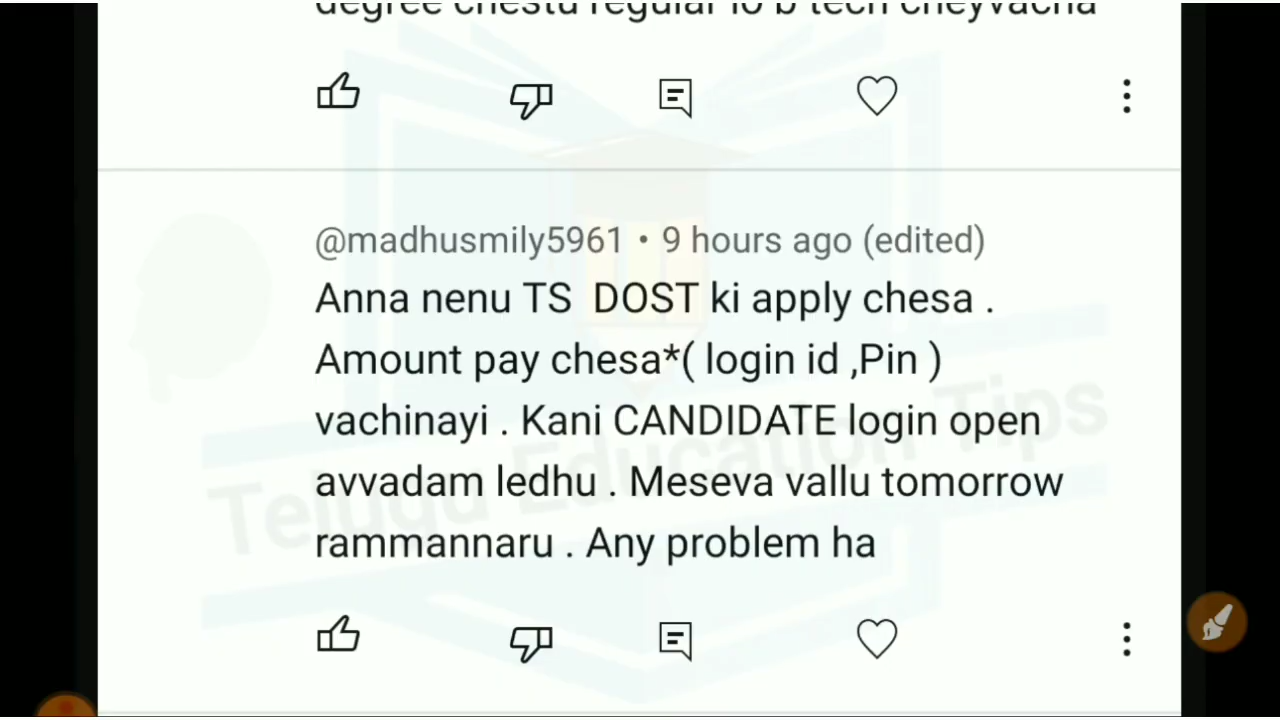 degree chestu regular lo b tech cheyvacha
@madhusmily5961 • 9 hours ago (edited)
Anna nenu TS DOST ki apply chesa .
Amount pay chesa*( login id ,Pin )
vachinayi . Kani CANDIDATE login open
avvadam ledhu . Meseva vallu tomorrow
rammannaru . Any problem ha
Telugu Education Tips